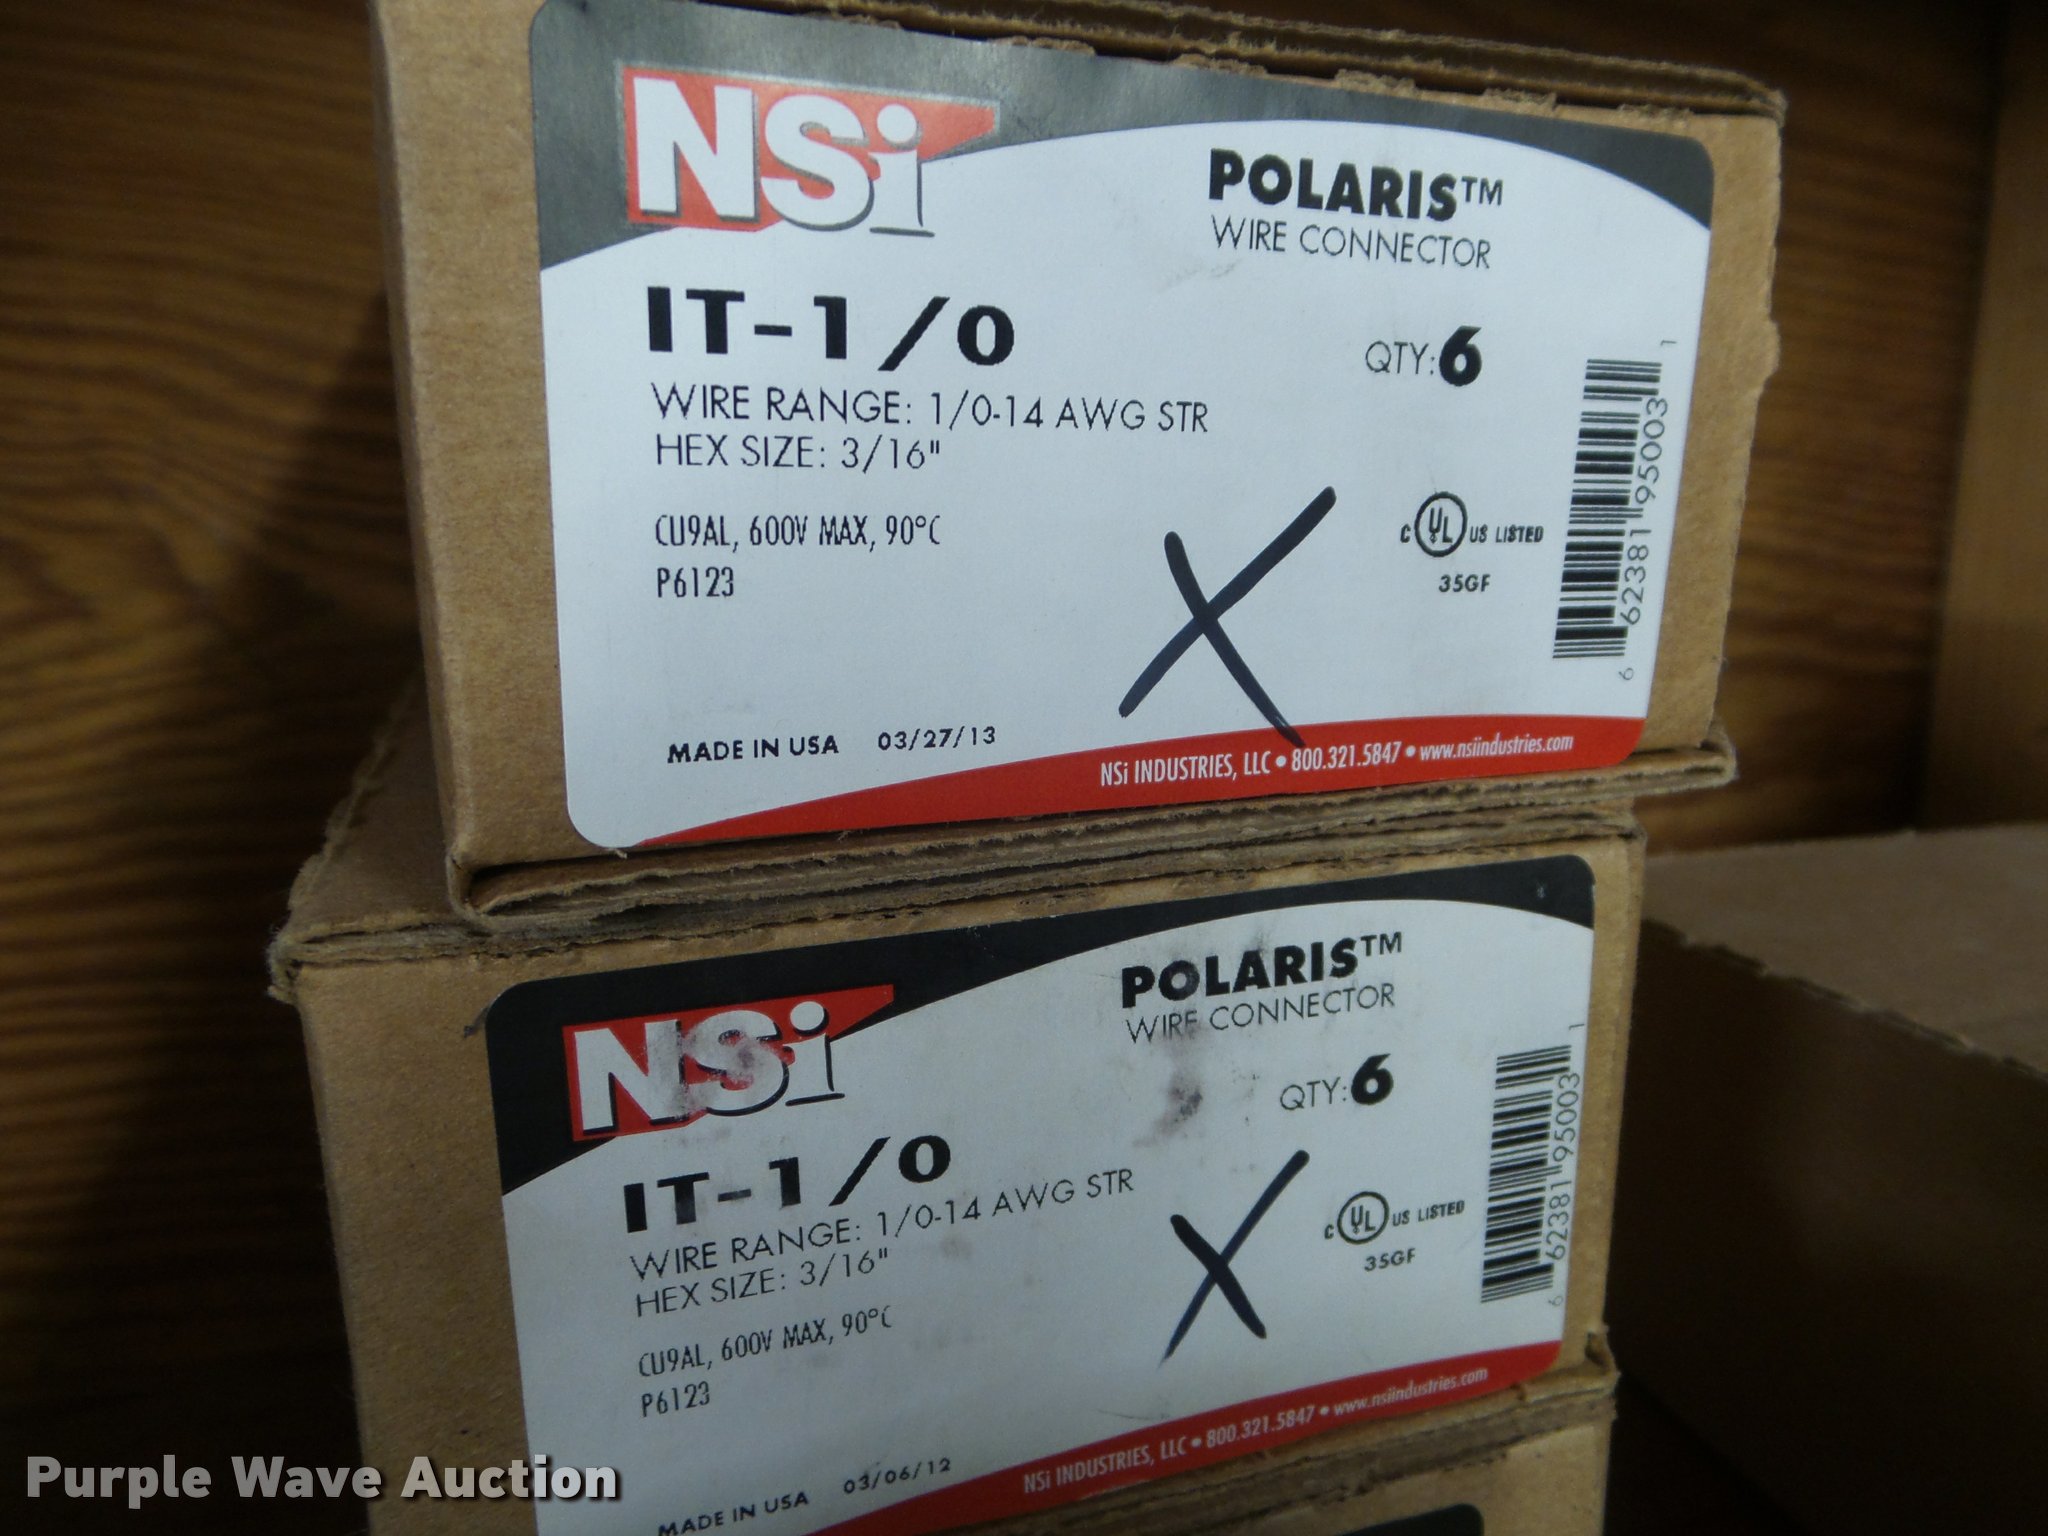 NSi
POLARIS™
WIRE CONNECTOR
IT-1/0
QTY: 6
WIRE RANGE: 1/0-14 AWG STR
HEX SIZE: 3/16"
CU9AL, 600V MAX, 90°C
P6123
C UL US LISTED
35GF
6 62381 95003 1
X
MADE IN USA 03/27/13
NSi INDUSTRIES, LLC • 800.321.5847 • www.nsiindustries.com
NSi
POLARIS™
WIRE CONNECTOR
IT-1/0
QTY: 6
WIRE RANGE: 1/0-14 AWG STR
HEX SIZE: 3/16"
CU9AL, 600V MAX, 90°C
P6123
C UL US LISTED
35GF
6 62381 95003 1
X
MADE IN USA 03/06/12
NSi INDUSTRIES, LLC • 800.321.5847 • www.nsiindustries.com
Purple Wave Auction